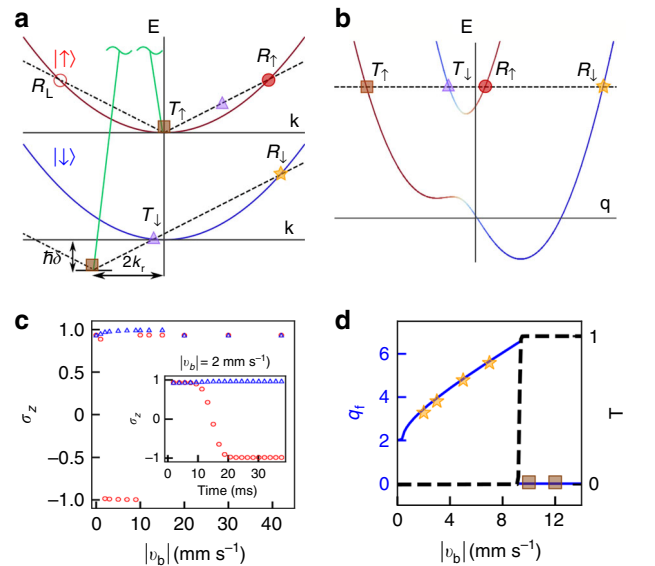 a
E
|↑⟩
R_L
R↑
T↑
k
|↓⟩
R↓
T↓
k
ħδ
2k_r
b
E
T↑
T↓
R↑
R↓
q
c
1.0
0.5
0
−0.5
−1.0
σ_z
0
10
20
30
40
|υ_b| (mm s⁻¹)
|υ_b| = 2 mm s⁻¹)
1
0
−1
σ_z
0
10
20
30
Time (ms)
d
6
4
2
0
q_f
1
0
T
0
4
8
12
|υ_b| (mm s⁻¹)